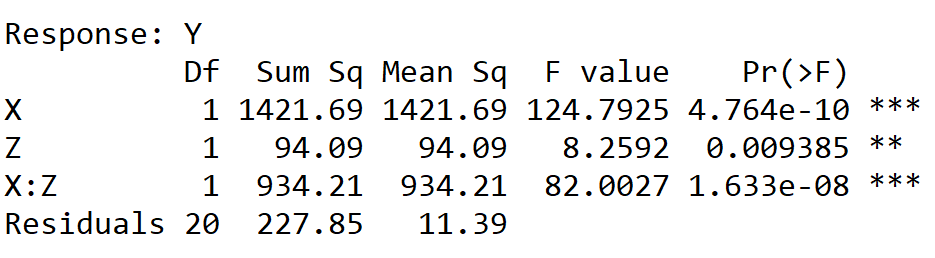 Response: Y
Df Sum Sq Mean Sq F value Pr(>F)
X 1 1421.69 1421.69 124.7925 4.764e-10 ***
Z 1 94.09 94.09 8.2592 0.009385 **
X:Z 1 934.21 934.21 82.0027 1.633e-08 ***
Residuals 20 227.85 11.39